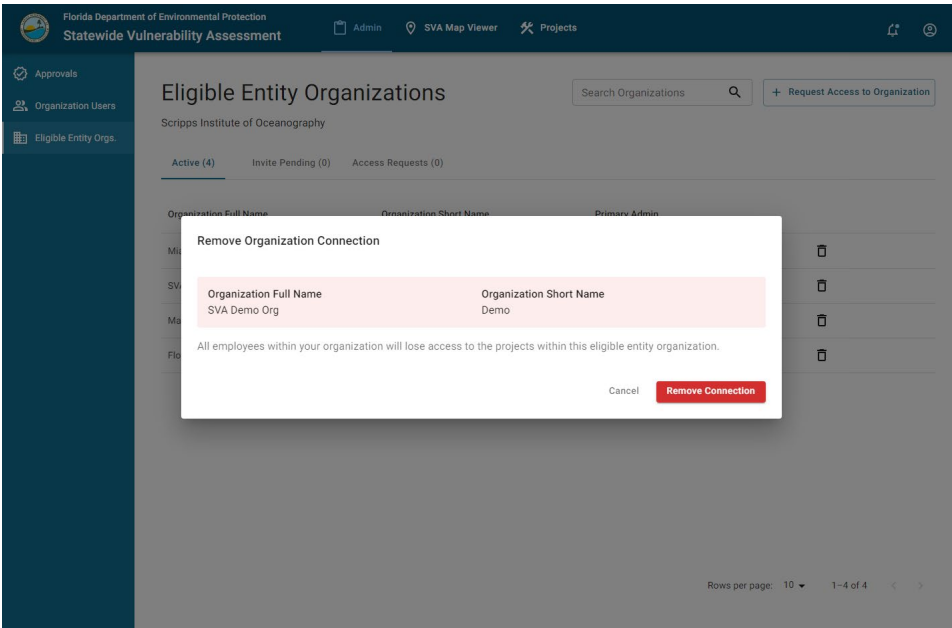 Florida Department of Environmental Protection
Statewide Vulnerability Assessment
Admin
SVA Map Viewer
Projects
Approvals
Organization Users
Eligible Entity Orgs.
Eligible Entity Organizations
Search Organizations
+ Request Access to Organization
Scripps Institute of Oceanography
Active (4) Invite Pending (0) Access Requests (0)
Organization Full Name Organization Short Name Primary Admin
Remove Organization Connection
Organization Full Name Organization Short Name
SVA Demo Org Demo
All employees within your organization will lose access to the projects within this eligible entity organization.
Cancel Remove Connection
Rows per page: 10 1–4 of 4